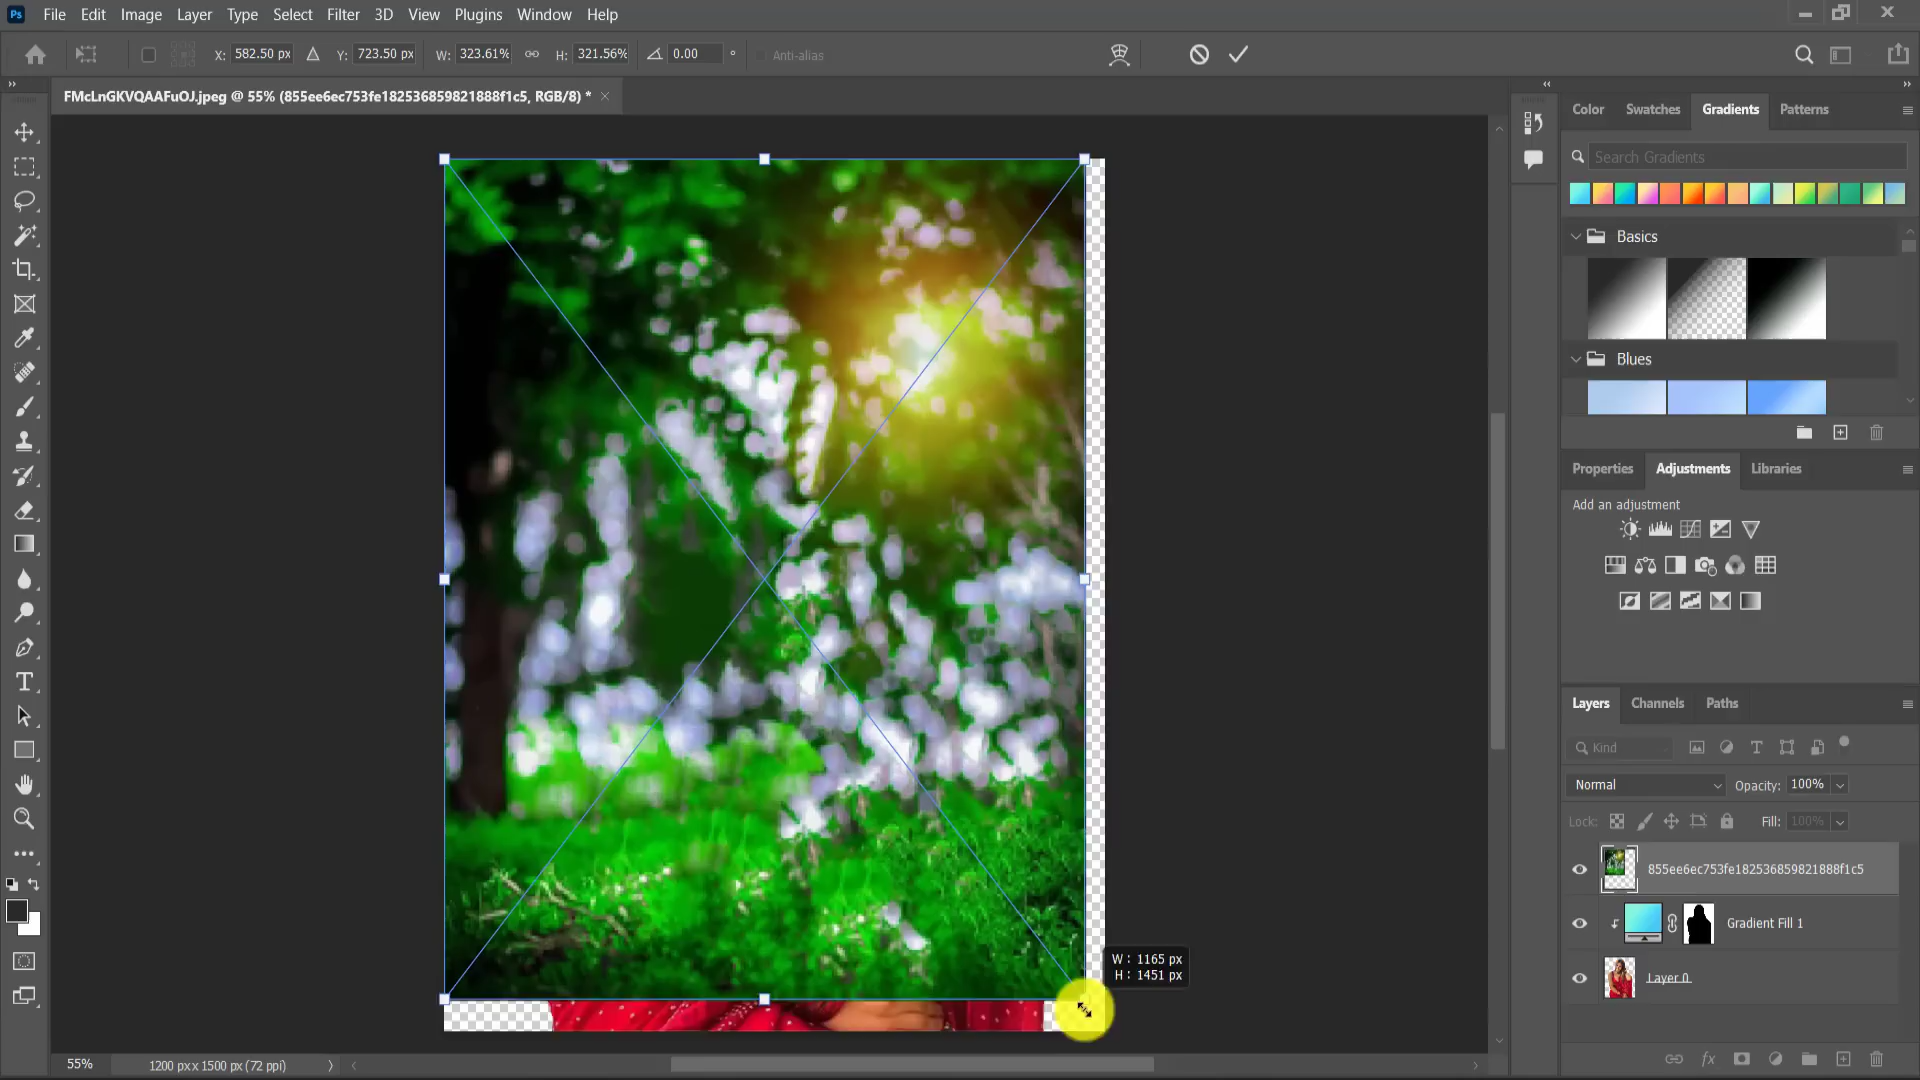 Ps File Edit Image Layer Type Select Filter 3D View Plugins Window Help
X: 582.50 px Y: 723.50 px W: 323.61% H: 321.56% 0.00 ° Anti-alias
FMcLnGKVQAAFuOJ.jpeg @ 55% (855ee6ec753fe182536859821888f1c5, RGB/8) *
Color Swatches Gradients Patterns
Search Gradients
Basics
Blues
Properties Adjustments Libraries
Add an adjustment
Layers Channels Paths
Kind
Normal Opacity: 100%
Lock: Fill: 100%
855ee6ec753fe182536859821888f1c5
Gradient Fill 1
Layer 0
W: 1165 px
H: 1451 px
55% 1200 px x 1500 px (72 ppi)
fx